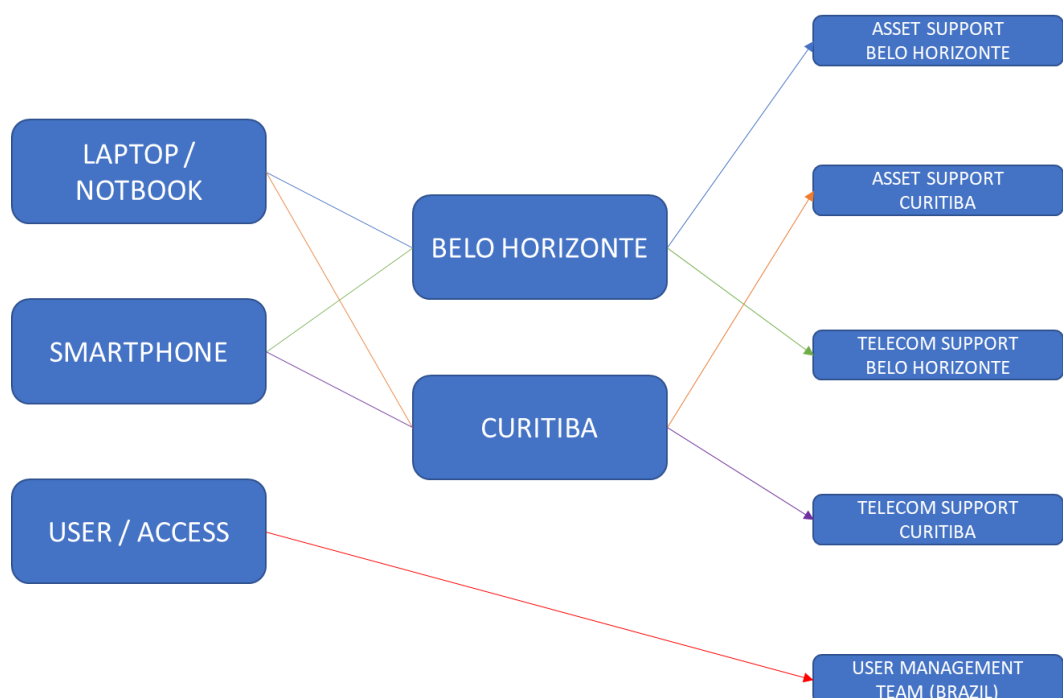 LAPTOP /
NOTBOOK
SMARTPHONE
USER / ACCESS
BELO HORIZONTE
CURITIBA
ASSET SUPPORT
BELO HORIZONTE
ASSET SUPPORT
CURITIBA
TELECOM SUPPORT
BELO HORIZONTE
TELECOM SUPPORT
CURITIBA
USER MANAGEMENT
TEAM (BRAZIL)